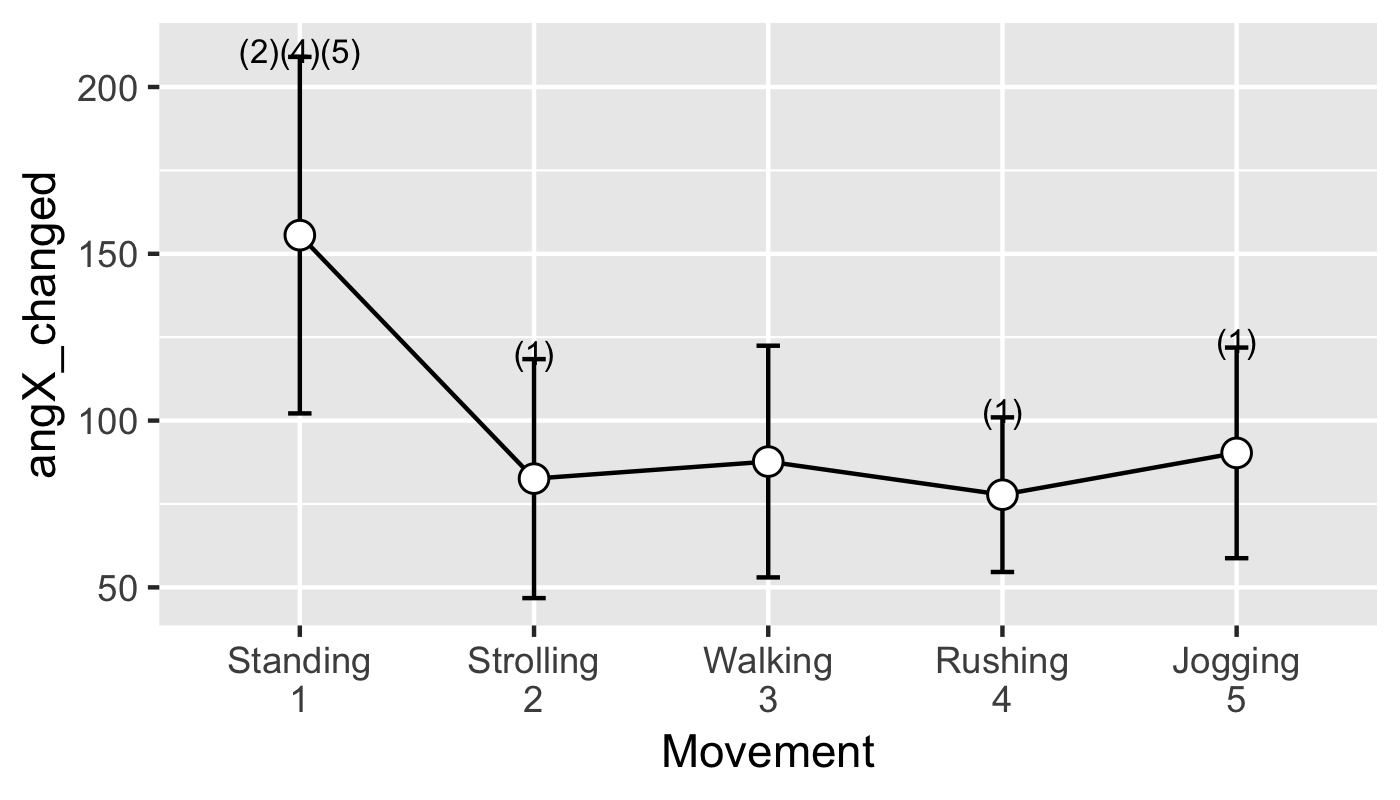 angX_changed
200
150
100
50
(2)(4)(5)
(1)
(1)
(1)
Standing
1
Strolling
2
Walking
3
Rushing
4
Jogging
5
Movement